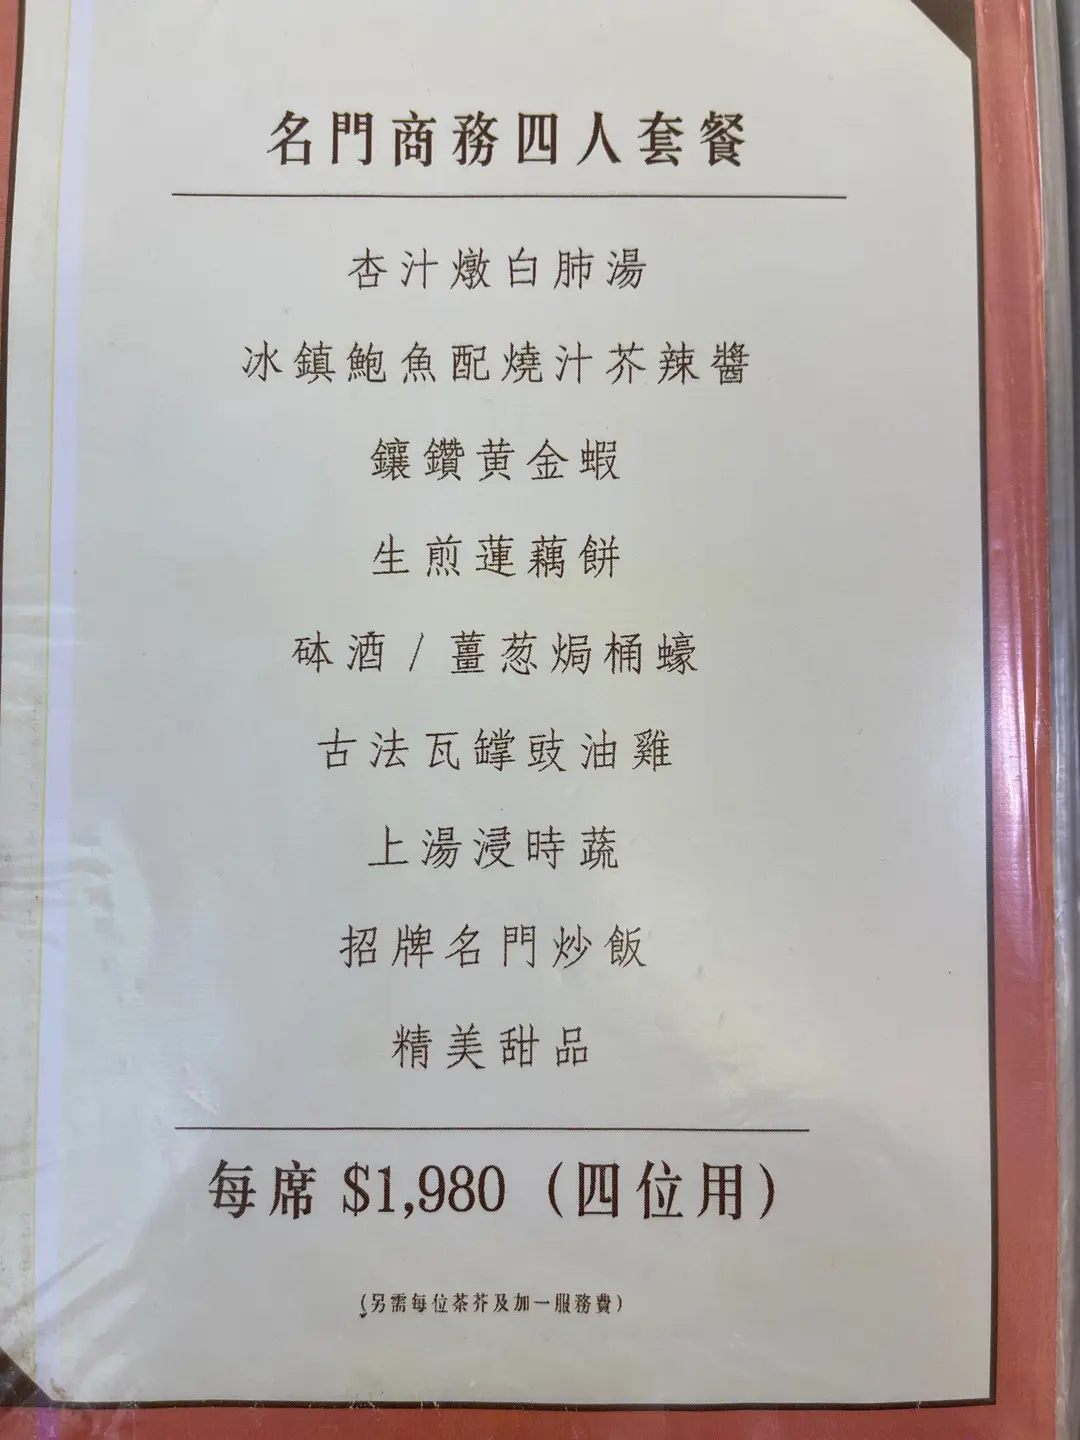 名門商務四人套餐
杏汁燉白肺湯
冰鎮鮑魚配燒汁芥辣醬
鑲鑽黄金蝦
生煎蓮藕餅
砵酒 / 薑葱焗桶蠔
古法瓦罉豉油雞
上湯浸時蔬
招牌名門炒飯
精美甜品
每席 $1,980 (四位用)
(另需每位茶芥及加一服務費)